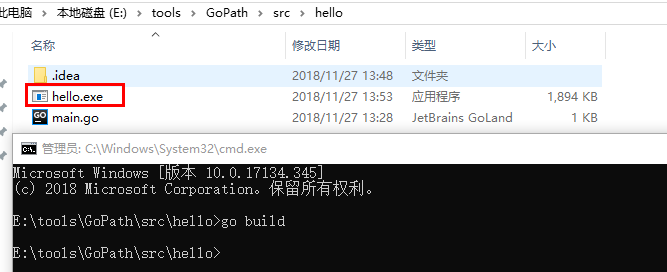 此电脑 › 本地磁盘 (E:) › tools › GoPath › src › hello
名称 修改日期 类型 大小
.idea 2018/11/27 13:48 文件夹
hello.exe 2018/11/27 13:53 应用程序 1,894 KB
GO main.go 2018/11/27 13:28 JetBrains GoLand 1 KB
C:\. 管理员: C:\Windows\System32\cmd.exe
Microsoft Windows [版本 10.0.17134.345]
(c) 2018 Microsoft Corporation。保留所有权利。
E:\tools\GoPath\src\hello>go build
E:\tools\GoPath\src\hello>